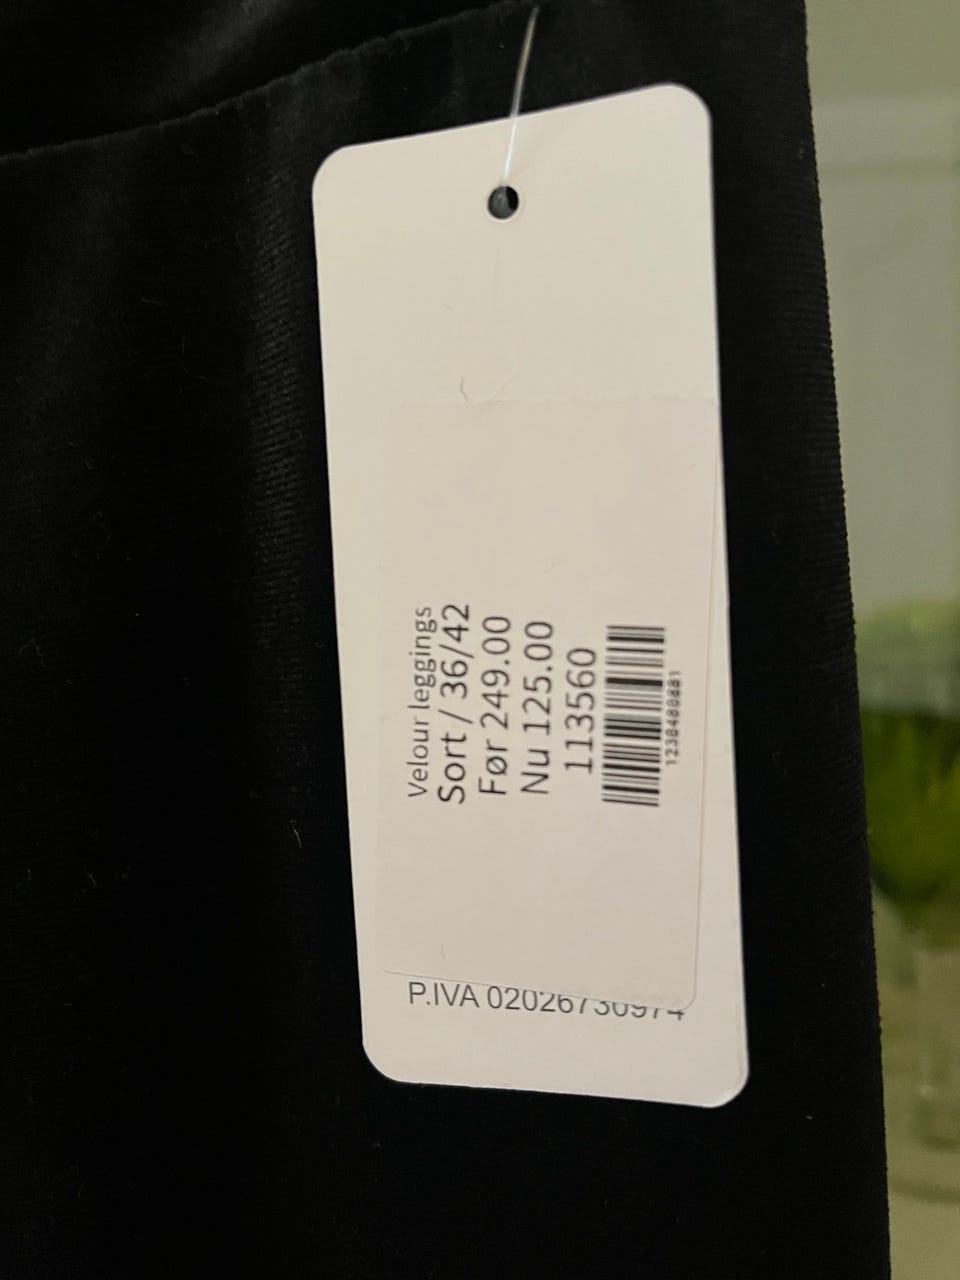 Velour leggings
Sort / 36/42
Før 249.00
Nu 125.00
113560
P.IVA 02026730974